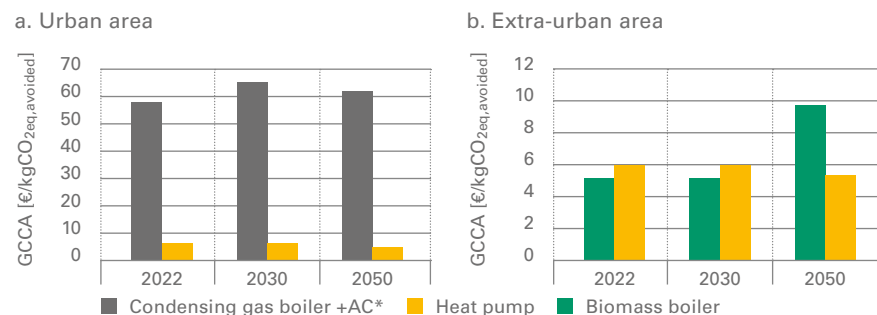 a. Urban area
GCCA [€/kgCO2eq,avoided]
70
60
50
40
30
20
10
0
2022 2030 2050
b. Extra-urban area
GCCA [€/kgCO2eq,avoided]
12
10
8
6
4
2
0
2022 2030 2050
Condensing gas boiler +AC* Heat pump Biomass boiler